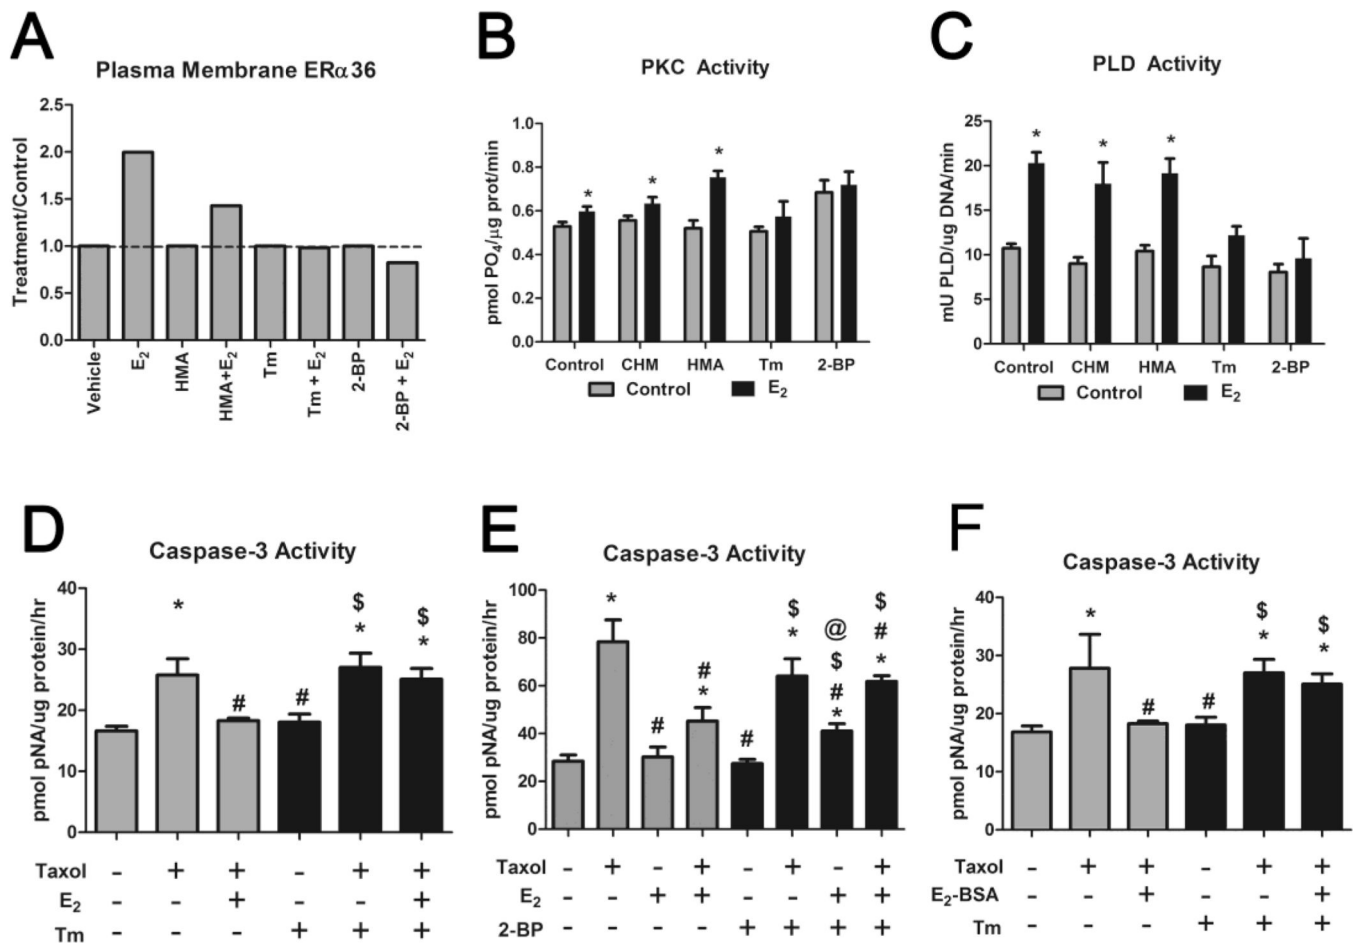 A
Plasma Membrane ERα36
Treatment/Control
2.5
2.0
1.5
1.0
0.5
0.0
Vehicle
E2
HMA
HMA+E2
Tm
Tm + E2
2-BP
2-BP + E2
B
PKC Activity
pmol PO4/µg prot/min
1.0
0.8
0.6
0.4
0.2
0.0
* * *
Control CHM HMA Tm 2-BP
Control E2
C
PLD Activity
mU PLD/ug DNA/min
25
20
15
10
5
0
* * *
Control CHM HMA Tm 2-BP
Control E2
D
Caspase-3 Activity
pmol pNA/ug protein/hr
40
30
20
10
0
* # # $ * $ *
Taxol - + + - + +
E2 - - + - - +
Tm - - - + + +
E
Caspase-3 Activity
pmol pNA/ug protein/hr
100
80
60
40
20
0
* # # * # $ * @ $ # * $ # *
Taxol - + - + - + - +
E2 - - + + - - + +
2-BP - - - - + + + +
F
Caspase-3 Activity
pmol pNA/ug protein/hr
40
30
20
10
0
* # # $ * $ *
Taxol - + + - + +
E2-BSA - - + - - +
Tm - - - + + +